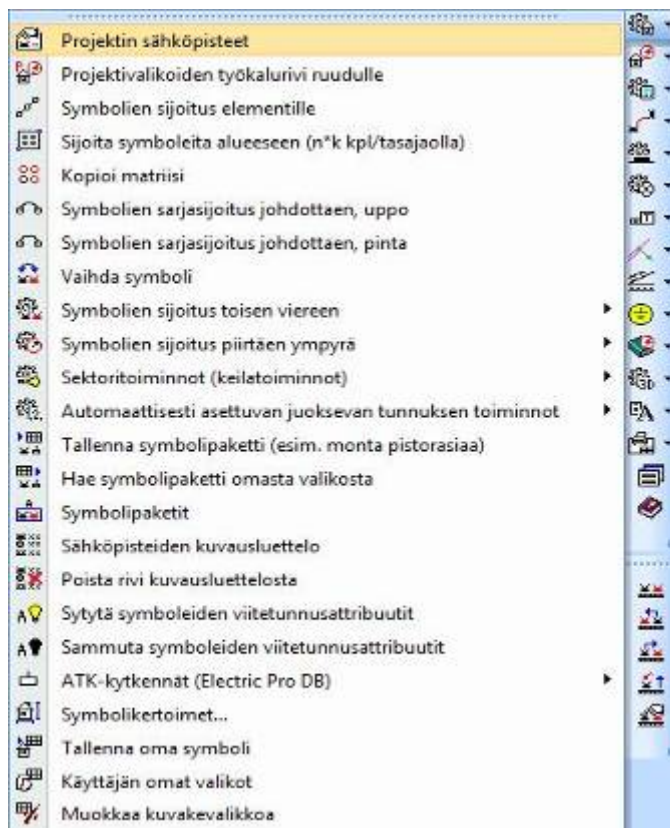 Projektin sähköpisteet
Projektivalikoiden työkalurivi ruudulle
Symbolien sijoitus elementille
Sijoita symboleita alueeseen (n*k kpl/tasajaolla)
Kopioi matriisi
Symbolien sarjasijoitus johdottaen, uppo
Symbolien sarjasijoitus johdottaen, pinta
Vaihda symboli
Symbolien sijoitus toisen viereen
Symbolien sijoitus piirtäen ympyrä
Sektoritoiminnot (keilatoiminnot)
Automaattisesti asettuvan juoksevan tunnuksen toiminnot
Tallenna symbolipaketti (esim. monta pistorasiaa)
Hae symbolipaketti omasta valikosta
Symbolipaketit
Sähköpisteiden kuvausluettelo
Poista rivi kuvausluettelosta
Sytytä symboleiden viitetunnusattribuutit
Sammuta symboleiden viitetunnusattribuutit
ATK-kytkennät (Electric Pro DB)
Symbolikertoimet...
Tallenna oma symboli
Käyttäjän omat valikot
Muokkaa kuvakevalikkoa